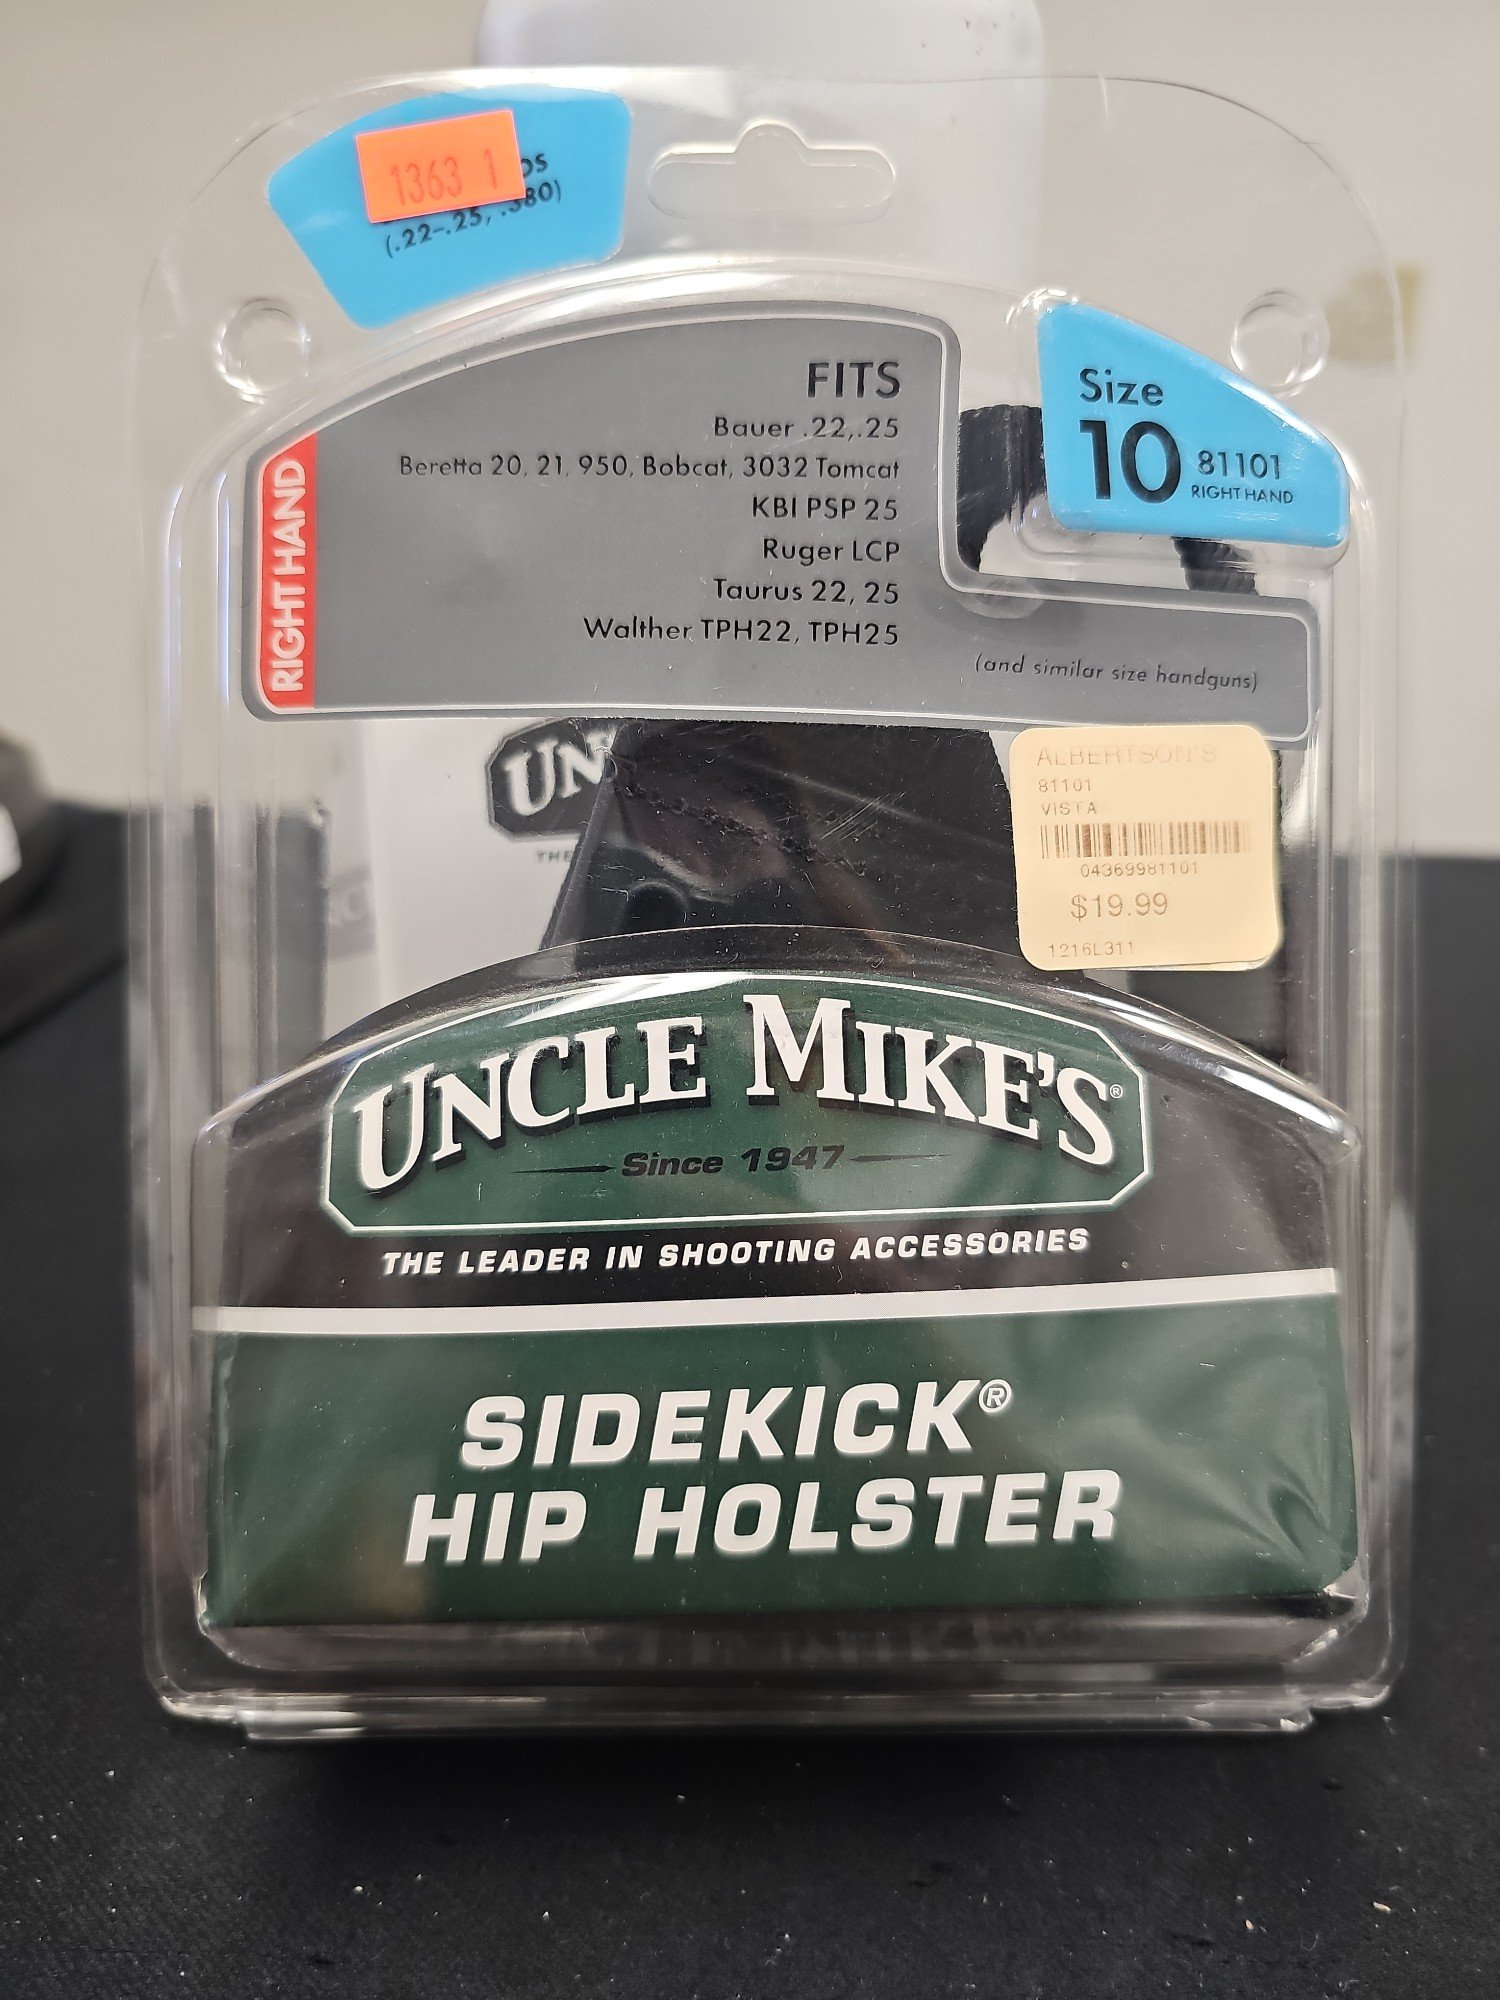 1363 1
OS
(.22-.25, .380)
FITS
Bauer .22,.25
Beretta 20, 21, 950, Bobcat, 3032 Tomcat
KBI PSP 25
Ruger LCP
Taurus 22, 25
Walther TPH22, TPH25
(and similar size handguns)
RIGHT HAND
Size
10 81101
RIGHT HAND
ALBERTSON'S
81101
VISTA
04369981101
$19.99
1216L311
UN
THE
UNCLE MIKE'S®
Since 1947
THE LEADER IN SHOOTING ACCESSORIES
SIDEKICK®
HIP HOLSTER